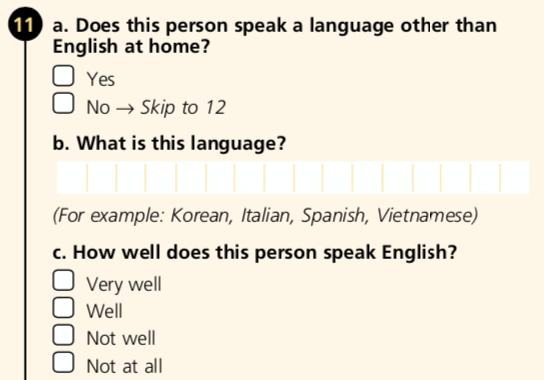 11 a. Does this person speak a language other than
English at home?
Yes
No → Skip to 12
b. What is this language?
(For example: Korean, Italian, Spanish, Vietnamese)
c. How well does this person speak English?
Very well
Well
Not well
Not at all